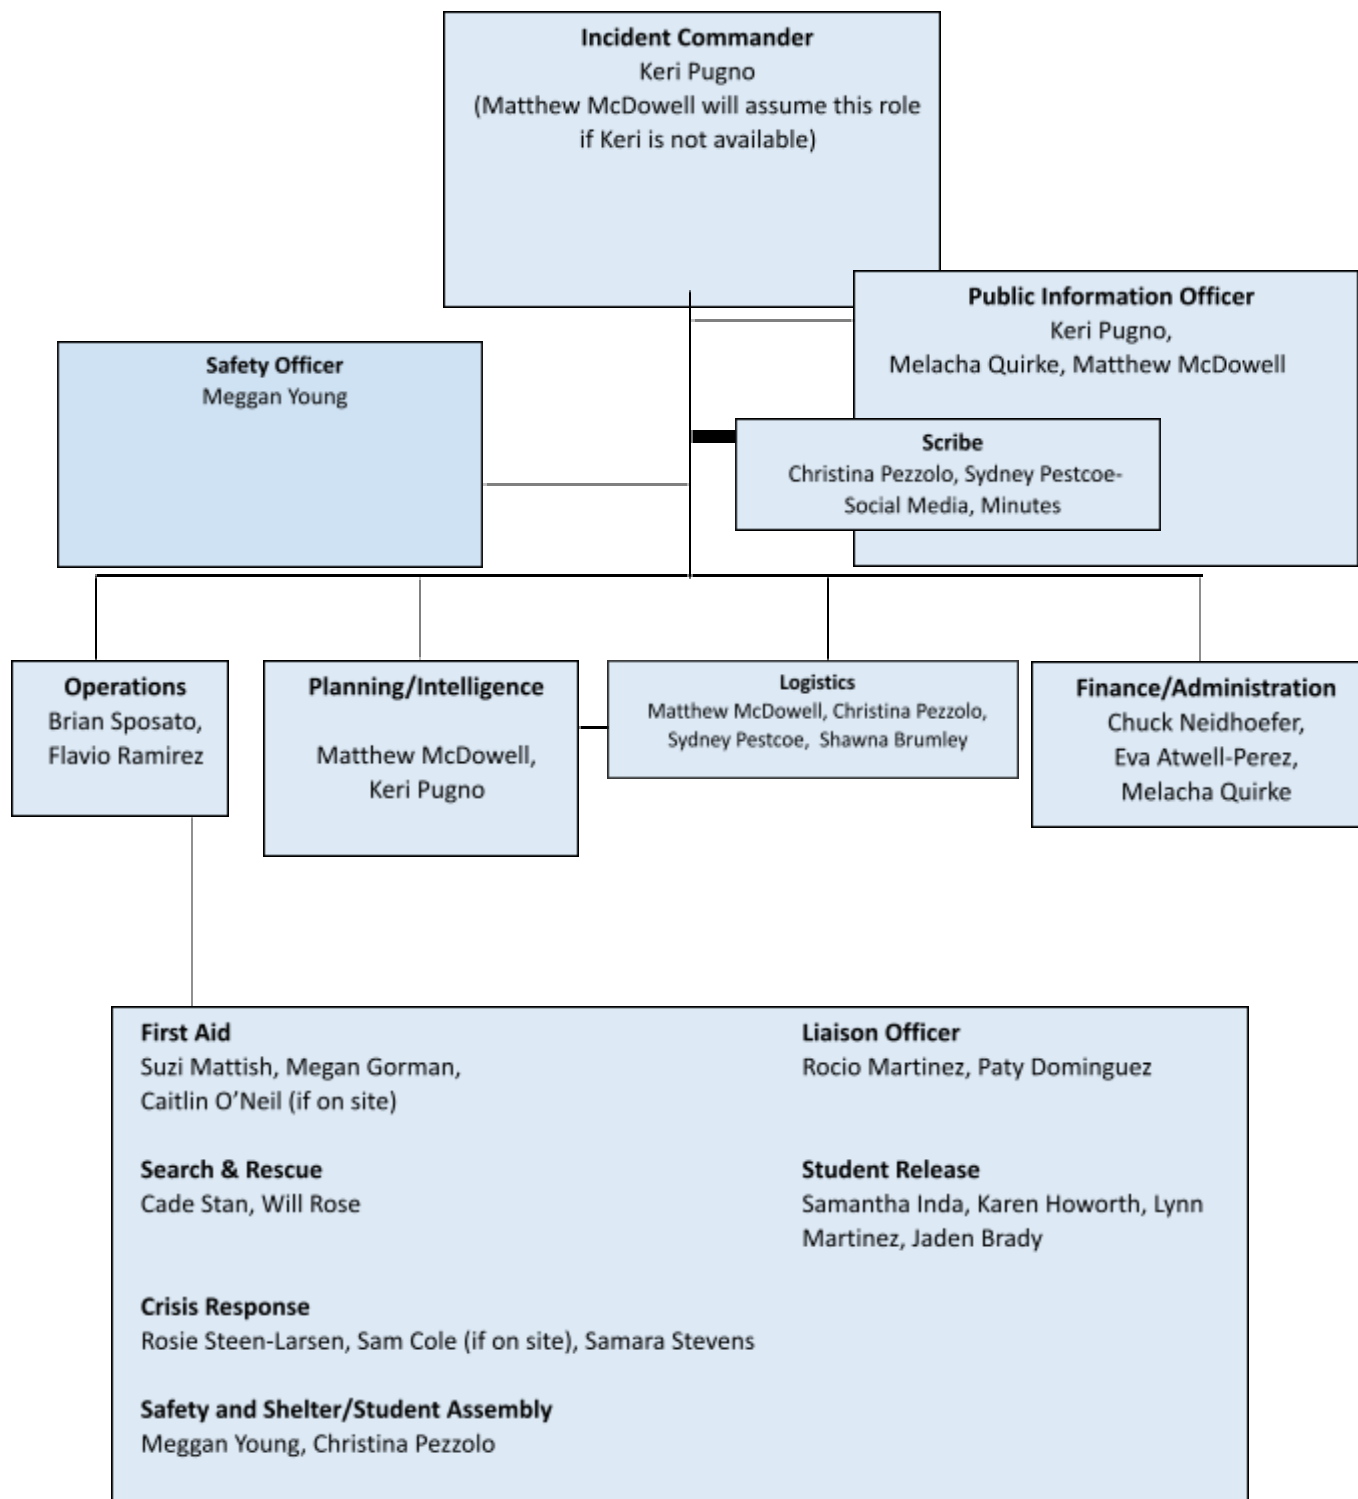 Incident Commander
Keri Pugno
(Matthew McDowell will assume this role
if Keri is not available)
Public Information Officer
Keri Pugno,
Melacha Quirke, Matthew McDowell
Safety Officer
Meggan Young
Scribe
Christina Pezzolo, Sydney Pestcoe-
Social Media, Minutes
Operations
Brian Sposato,
Flavio Ramirez
Planning/Intelligence
Matthew McDowell,
Keri Pugno
Logistics
Matthew McDowell, Christina Pezzolo,
Sydney Pestcoe, Shawna Brumley
Finance/Administration
Chuck Neidhoefer,
Eva Atwell-Perez,
Melacha Quirke
First Aid
Suzi Mattish, Megan Gorman,
Caitlin O’Neil (if on site)
Search & Rescue
Cade Stan, Will Rose
Crisis Response
Rosie Steen-Larsen, Sam Cole (if on site), Samara Stevens
Safety and Shelter/Student Assembly
Meggan Young, Christina Pezzolo
Liaison Officer
Rocio Martinez, Paty Dominguez
Student Release
Samantha Inda, Karen Howorth, Lynn
Martinez, Jaden Brady